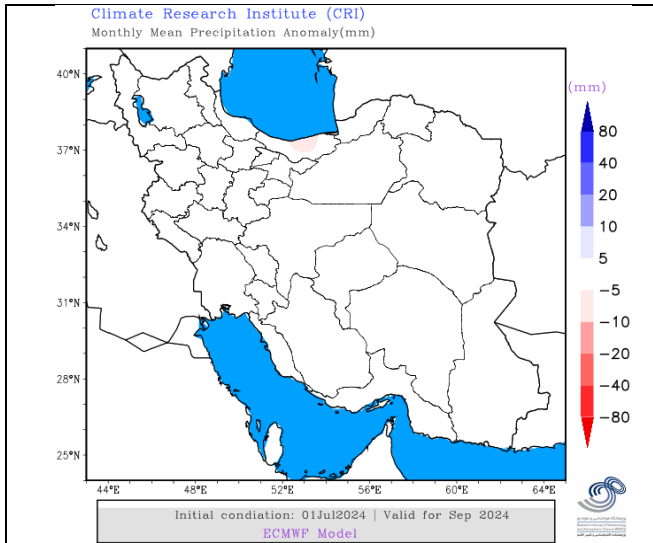 Climate Research Institute (CRI)
Monthly Mean Precipitation Anomaly(mm)
40°N
37°N
34°N
31°N
28°N
25°N
44°E 48°E 52°E 56°E 60°E 64°E
(mm)
80
40
20
10
5
−5
−10
−20
−40
−80
Initial condiation: 01Jul2024 | Valid for Sep 2024
ECMWF Model